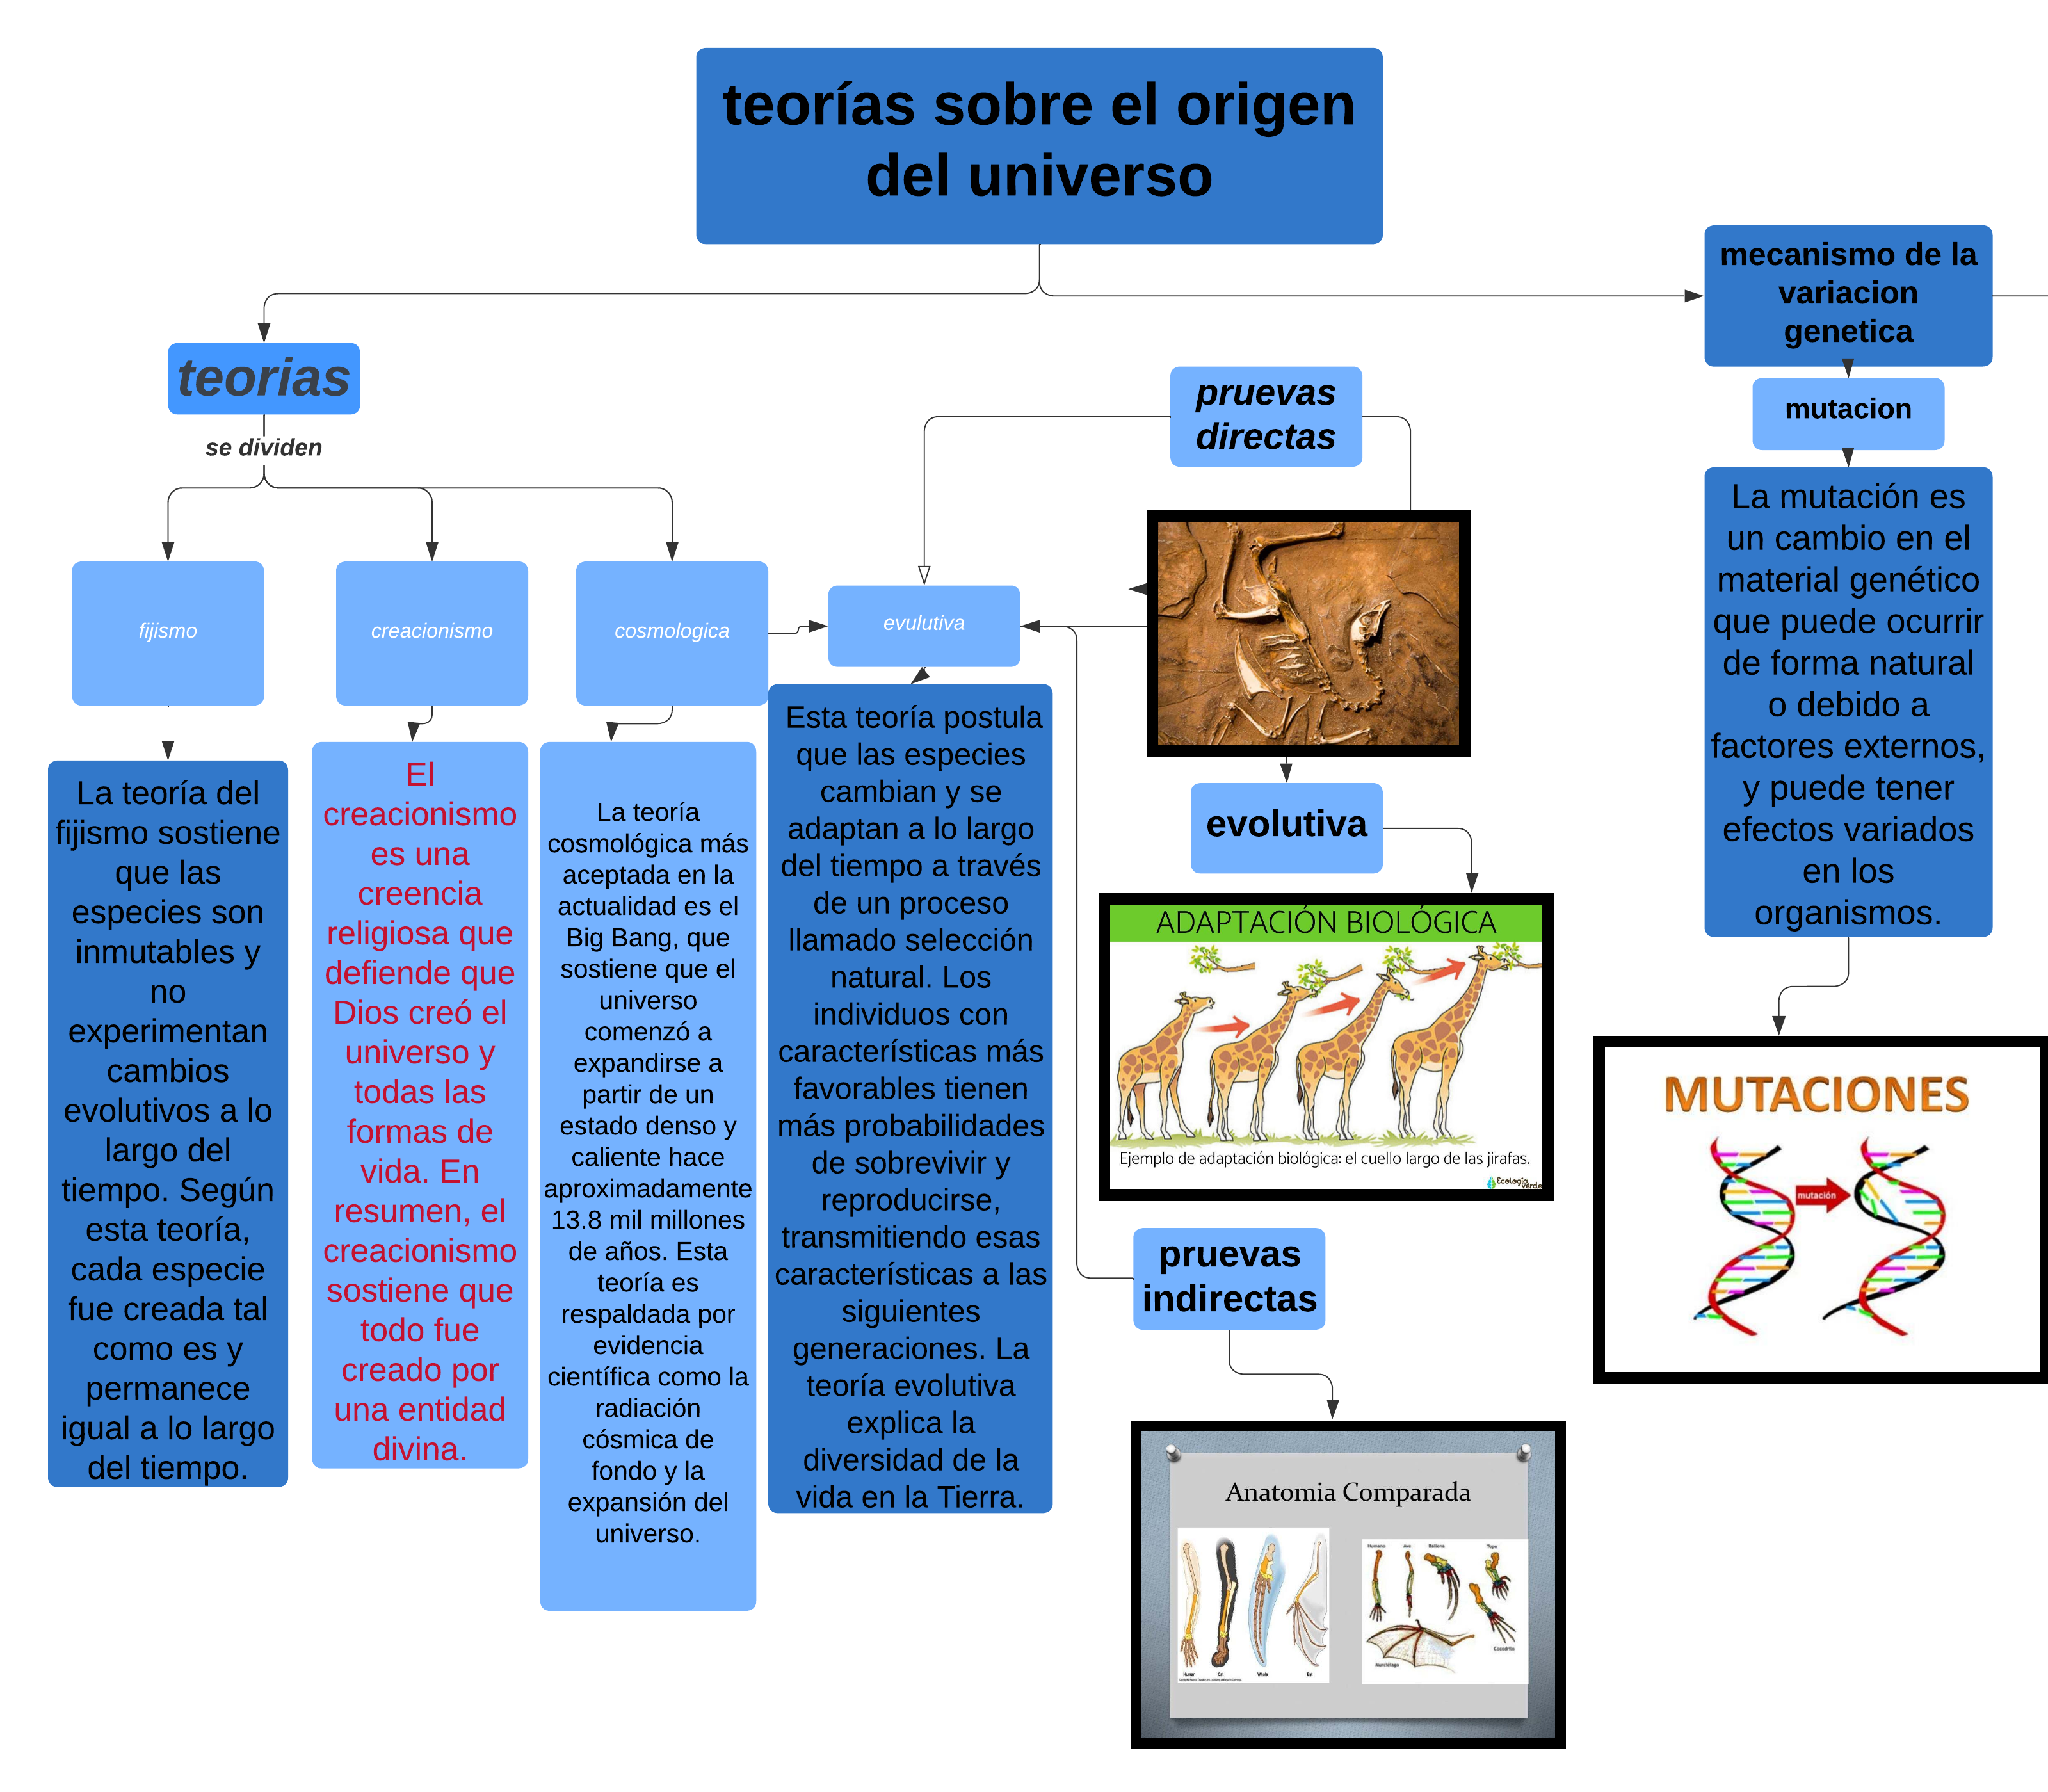 teorías sobre el origen
del universo
mecanismo de la
variacion
genetica
teorias
se dividen
pruevas
directas
mutacion
fijismo
creacionismo
cosmologica
evulutiva
La teoría del
fijismo sostiene
que las
especies son
inmutables y
no
experimentan
cambios
evolutivos a lo
largo del
tiempo. Según
esta teoría,
cada especie
fue creada tal
como es y
permanece
igual a lo largo
del tiempo.
El
creacionismo
es una
creencia
religiosa que
defiende que
Dios creó el
universo y
todas las
formas de
vida. En
resumen, el
creacionismo
sostiene que
todo fue
creado por
una entidad
divina.
La teoría
cosmológica más
aceptada en la
actualidad es el
Big Bang, que
sostiene que el
universo
comenzó a
expandirse a
partir de un
estado denso y
caliente hace
aproximadamente
13.8 mil millones
de años. Esta
teoría es
respaldada por
evidencia
científica como la
radiación
cósmica de
fondo y la
expansión del
universo.
Esta teoría postula
que las especies
cambian y se
adaptan a lo largo
del tiempo a través
de un proceso
llamado selección
natural. Los
individuos con
características más
favorables tienen
más probabilidades
de sobrevivir y
reproducirse,
transmitiendo esas
características a las
siguientes
generaciones. La
teoría evolutiva
explica la
diversidad de la
vida en la Tierra.
evolutiva
ADAPTACIÓN BIOLÓGICA
Ejemplo de adaptación biológica: el cuello largo de las jirafas.
Ecología
verde
pruevas
indirectas
Anatomia Comparada
Human Cat Whale Bat
Humano Ave Ballena Topo
Cocodrilo
Murciélago
La mutación es
un cambio en el
material genético
que puede ocurrir
de forma natural
o debido a
factores externos,
y puede tener
efectos variados
en los
organismos.
MUTACIONES
mutación